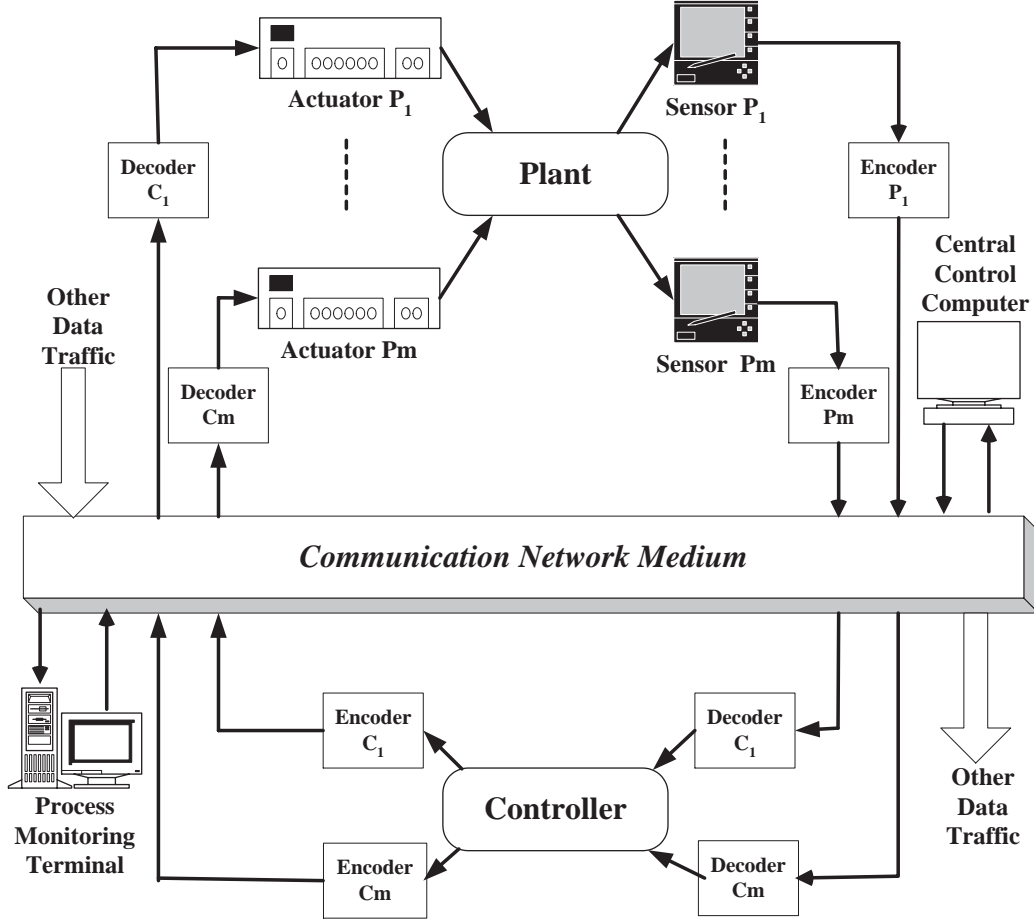 Actuator P1
Sensor P1
Decoder
C1
Plant
Encoder
P1
Central
Control
Computer
Other
Data
Traffic
Actuator Pm
Sensor Pm
Decoder
Cm
Encoder
Pm
Communication Network Medium
Encoder
C1
Decoder
C1
Process
Monitoring
Terminal
Controller
Other
Data
Traffic
Encoder
Cm
Decoder
Cm